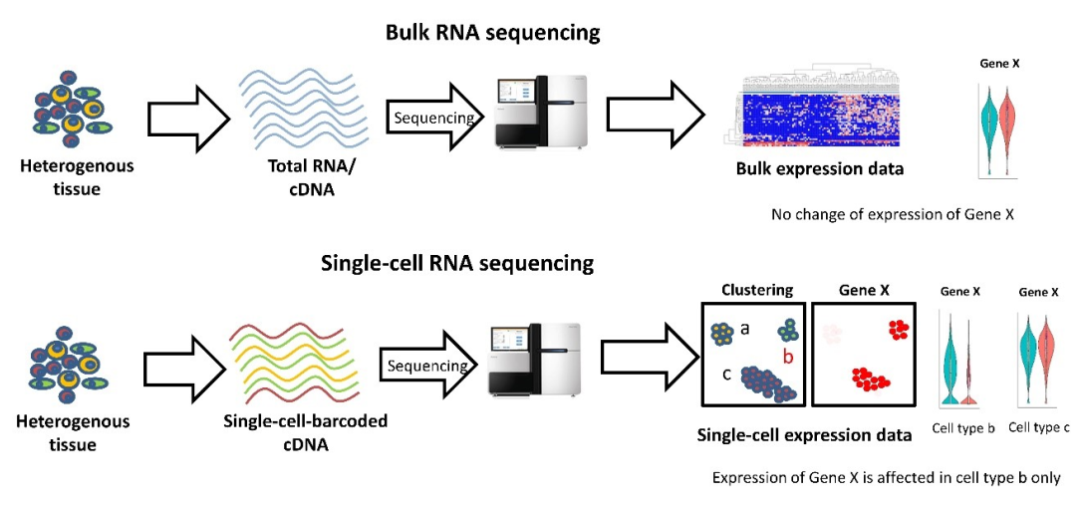 Bulk RNA sequencing
Gene X
Sequencing
Heterogenous
tissue
Total RNA/
cDNA
Bulk expression data
No change of expression of Gene X
Single-cell RNA sequencing
Clustering
Gene X
Gene X
Gene X
a
b
c
Sequencing
Heterogenous
tissue
Single-cell-barcoded
cDNA
Single-cell expression data
Cell type b
Cell type c
Expression of Gene X is affected in cell type b only